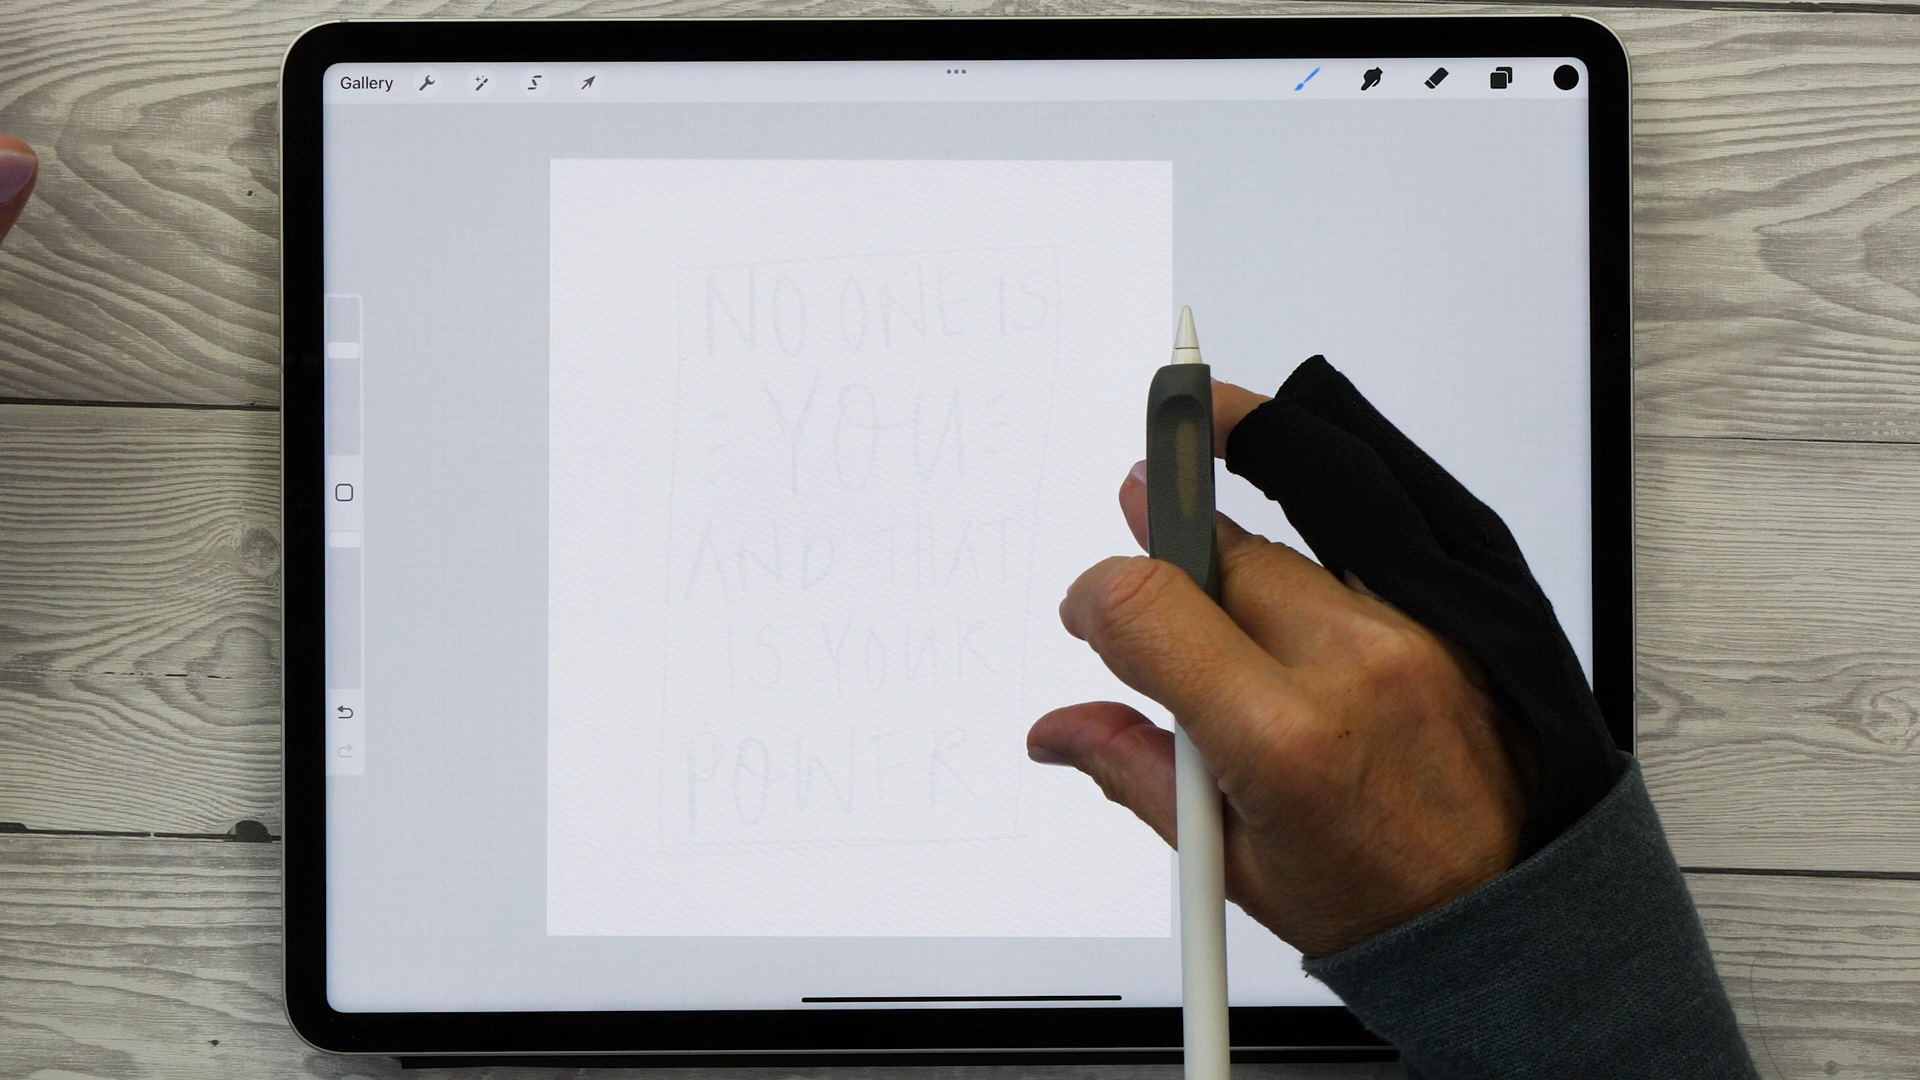 Gallery
NO ONE IS
YOU
AND THAT
IS YOUR
POWER